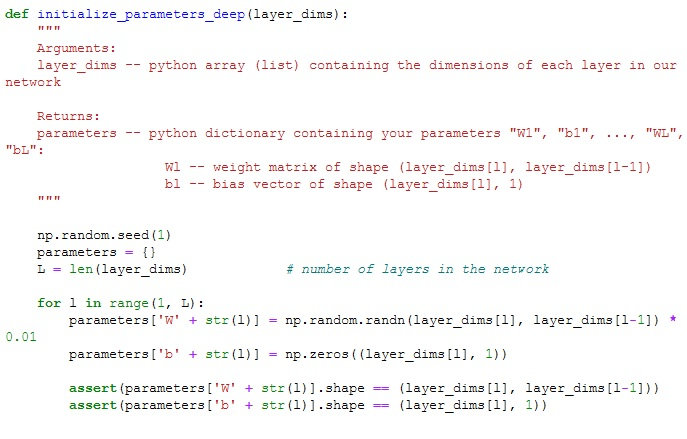 def initialize_parameters_deep(layer_dims):
    """
    Arguments:
    layer_dims -- python array (list) containing the dimensions of each layer in our
network

    Returns:
    parameters -- python dictionary containing your parameters "W1", "b1", ..., "WL",
"bL":
                    Wl -- weight matrix of shape (layer_dims[l], layer_dims[l-1])
                    bl -- bias vector of shape (layer_dims[l], 1)
    """

    np.random.seed(1)
    parameters = {}
    L = len(layer_dims)            # number of layers in the network

    for l in range(1, L):
        parameters['W' + str(l)] = np.random.randn(layer_dims[l], layer_dims[l-1]) *
0.01
        parameters['b' + str(l)] = np.zeros((layer_dims[l], 1))

        assert(parameters['W' + str(l)].shape == (layer_dims[l], layer_dims[l-1]))
        assert(parameters['b' + str(l)].shape == (layer_dims[l], 1))